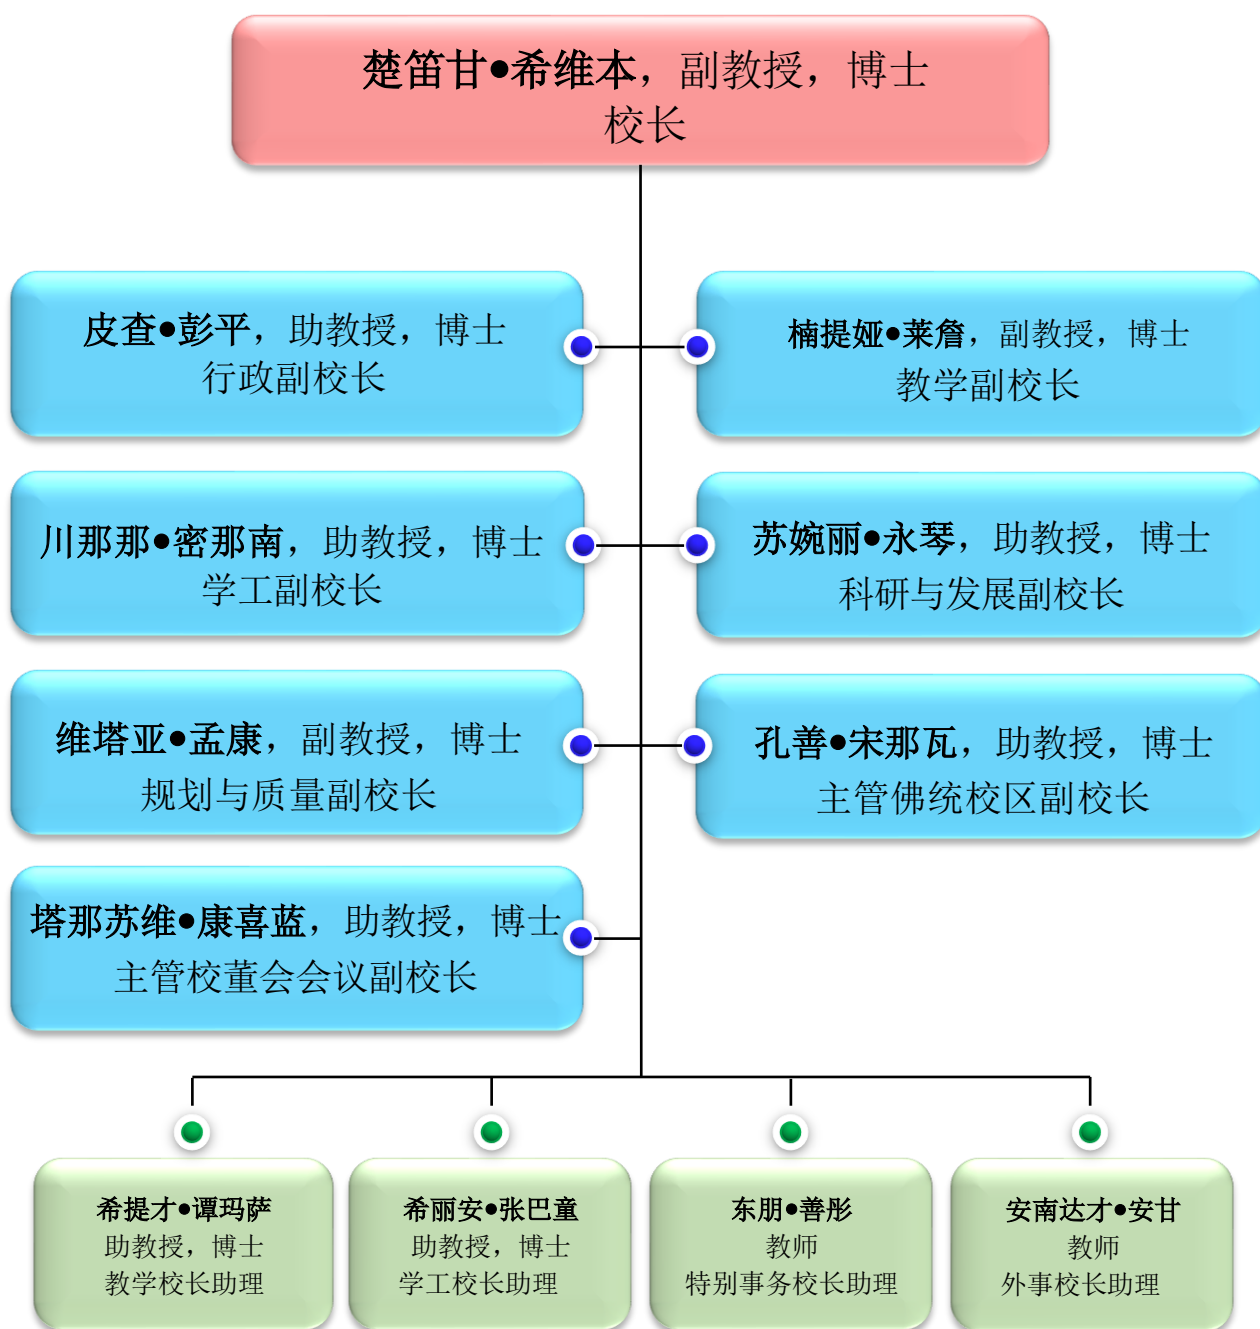 楚笛甘•希维本，副教授，博士
校长
皮查•彭平，助教授，博士
行政副校长
楠提娅•莱詹，副教授，博士
教学副校长
川那那•密那南，助教授，博士
学工副校长
苏婉丽•永琴，助教授，博士
科研与发展副校长
维塔亚•孟康，副教授，博士
规划与质量副校长
孔善•宋那瓦，助教授，博士
主管佛统校区副校长
塔那苏维•康喜蓝，助教授，博士
主管校董会会议副校长
希提才•谭玛萨
助教授，博士
教学校长助理
希丽安•张巴童
助教授，博士
学工校长助理
东朋•善彤
教师
特别事务校长助理
安南达才•安甘
教师
外事校长助理